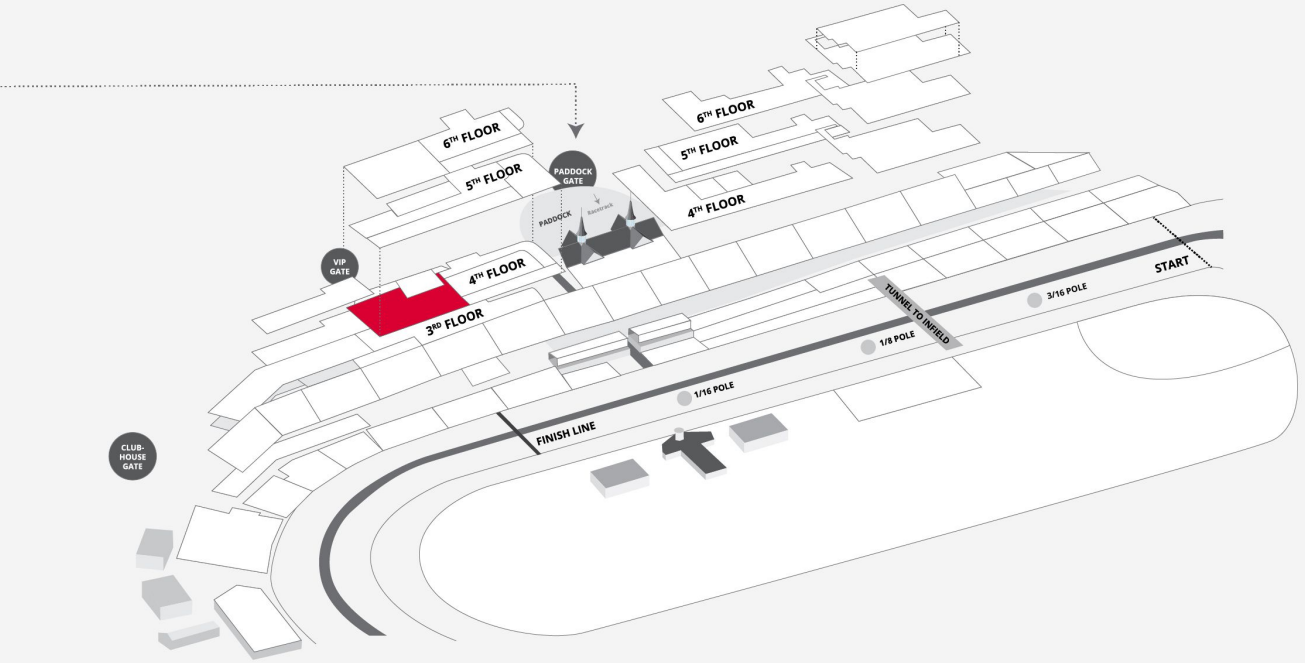 6TH FLOOR
5TH FLOOR
PADDOCK
GATE
PADDOCK
Racetrack
VIP
GATE
4TH FLOOR
3RD FLOOR
6TH FLOOR
5TH FLOOR
4TH FLOOR
START
3/16 POLE
TUNNEL TO INFIELD
1/8 POLE
1/16 POLE
FINISH LINE
CLUB-
HOUSE
GATE